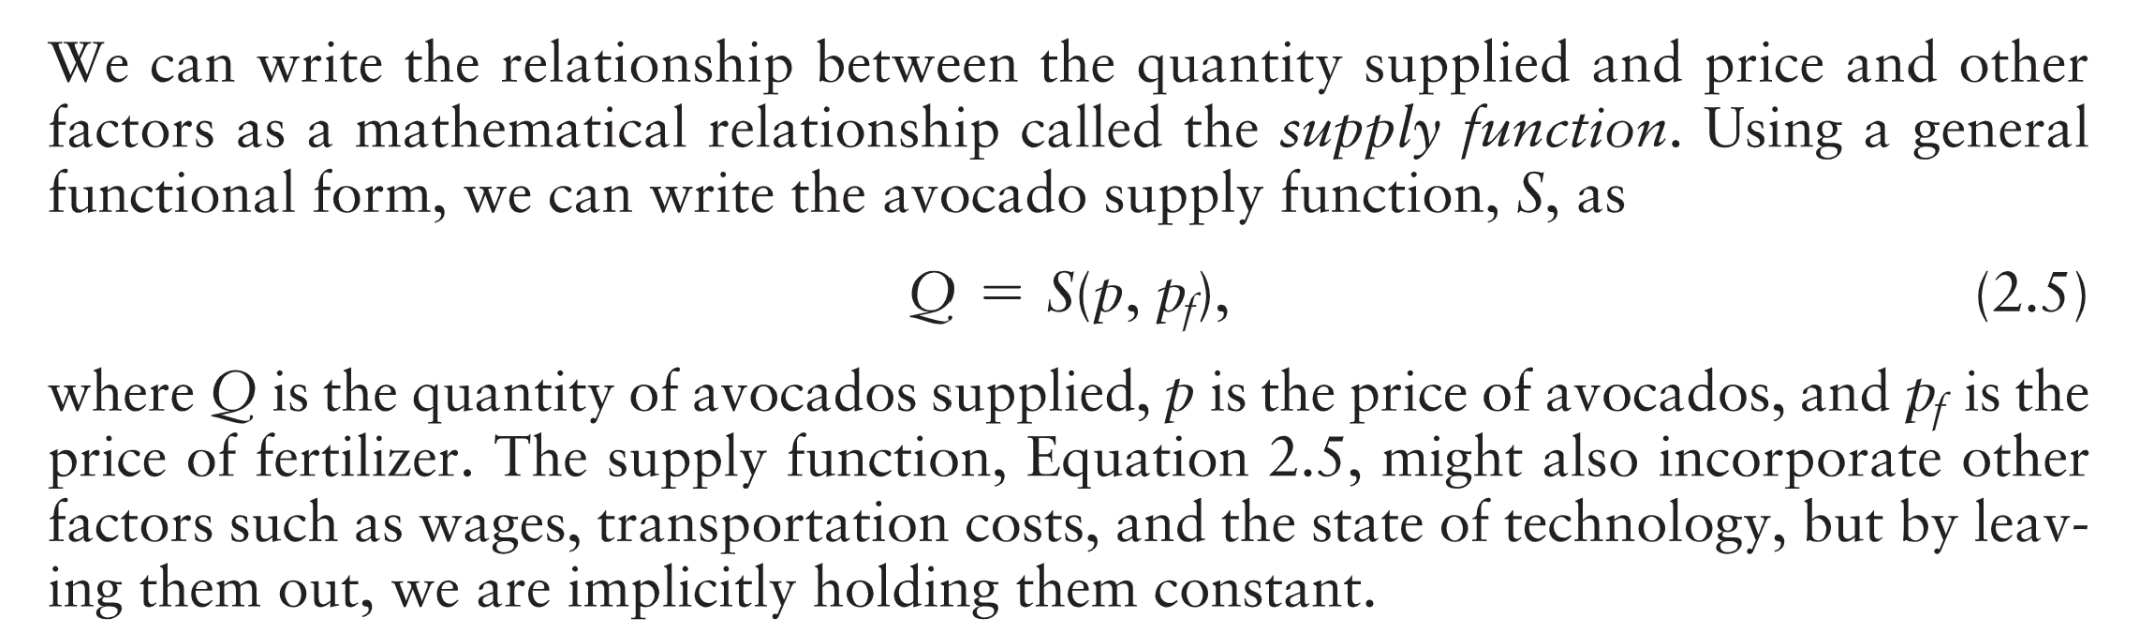 We can write the relationship between the quantity supplied and price and other
factors as a mathematical relationship called the supply function. Using a general
functional form, we can write the avocado supply function, S, as
Q = S(p, p_f), (2.5)
where Q is the quantity of avocados supplied, p is the price of avocados, and p_f is the
price of fertilizer. The supply function, Equation 2.5, might also incorporate other
factors such as wages, transportation costs, and the state of technology, but by leav-
ing them out, we are implicitly holding them constant.